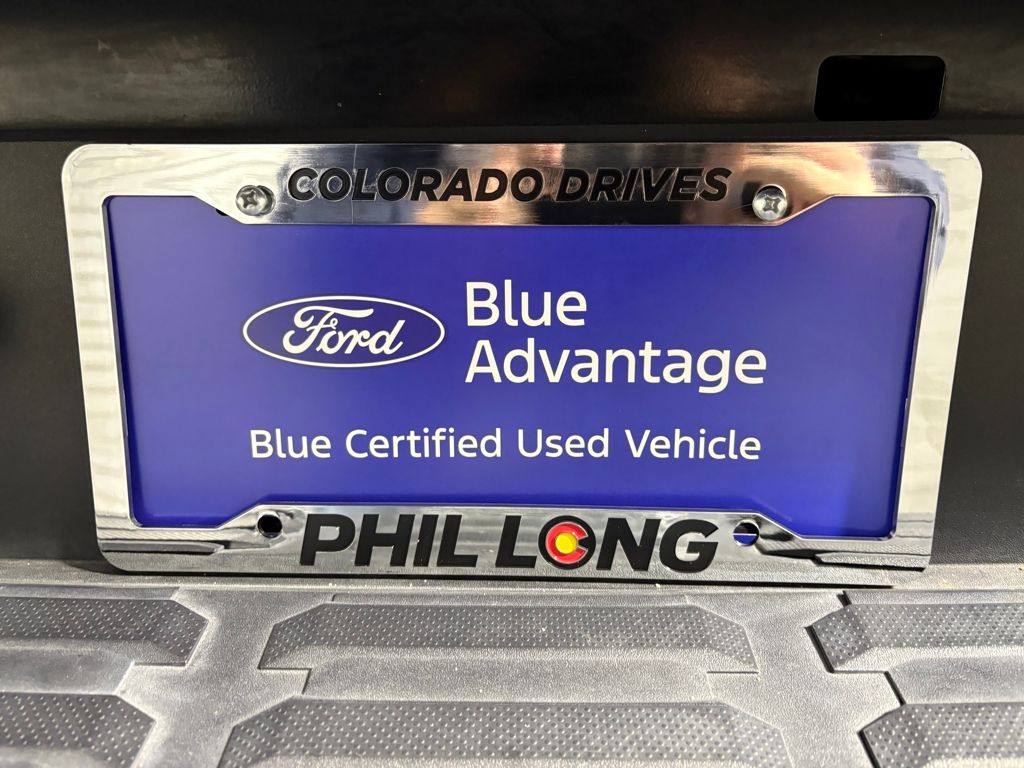 COLORADO DRIVES
Ford
Blue
Advantage
Blue Certified Used Vehicle
PHIL LONG